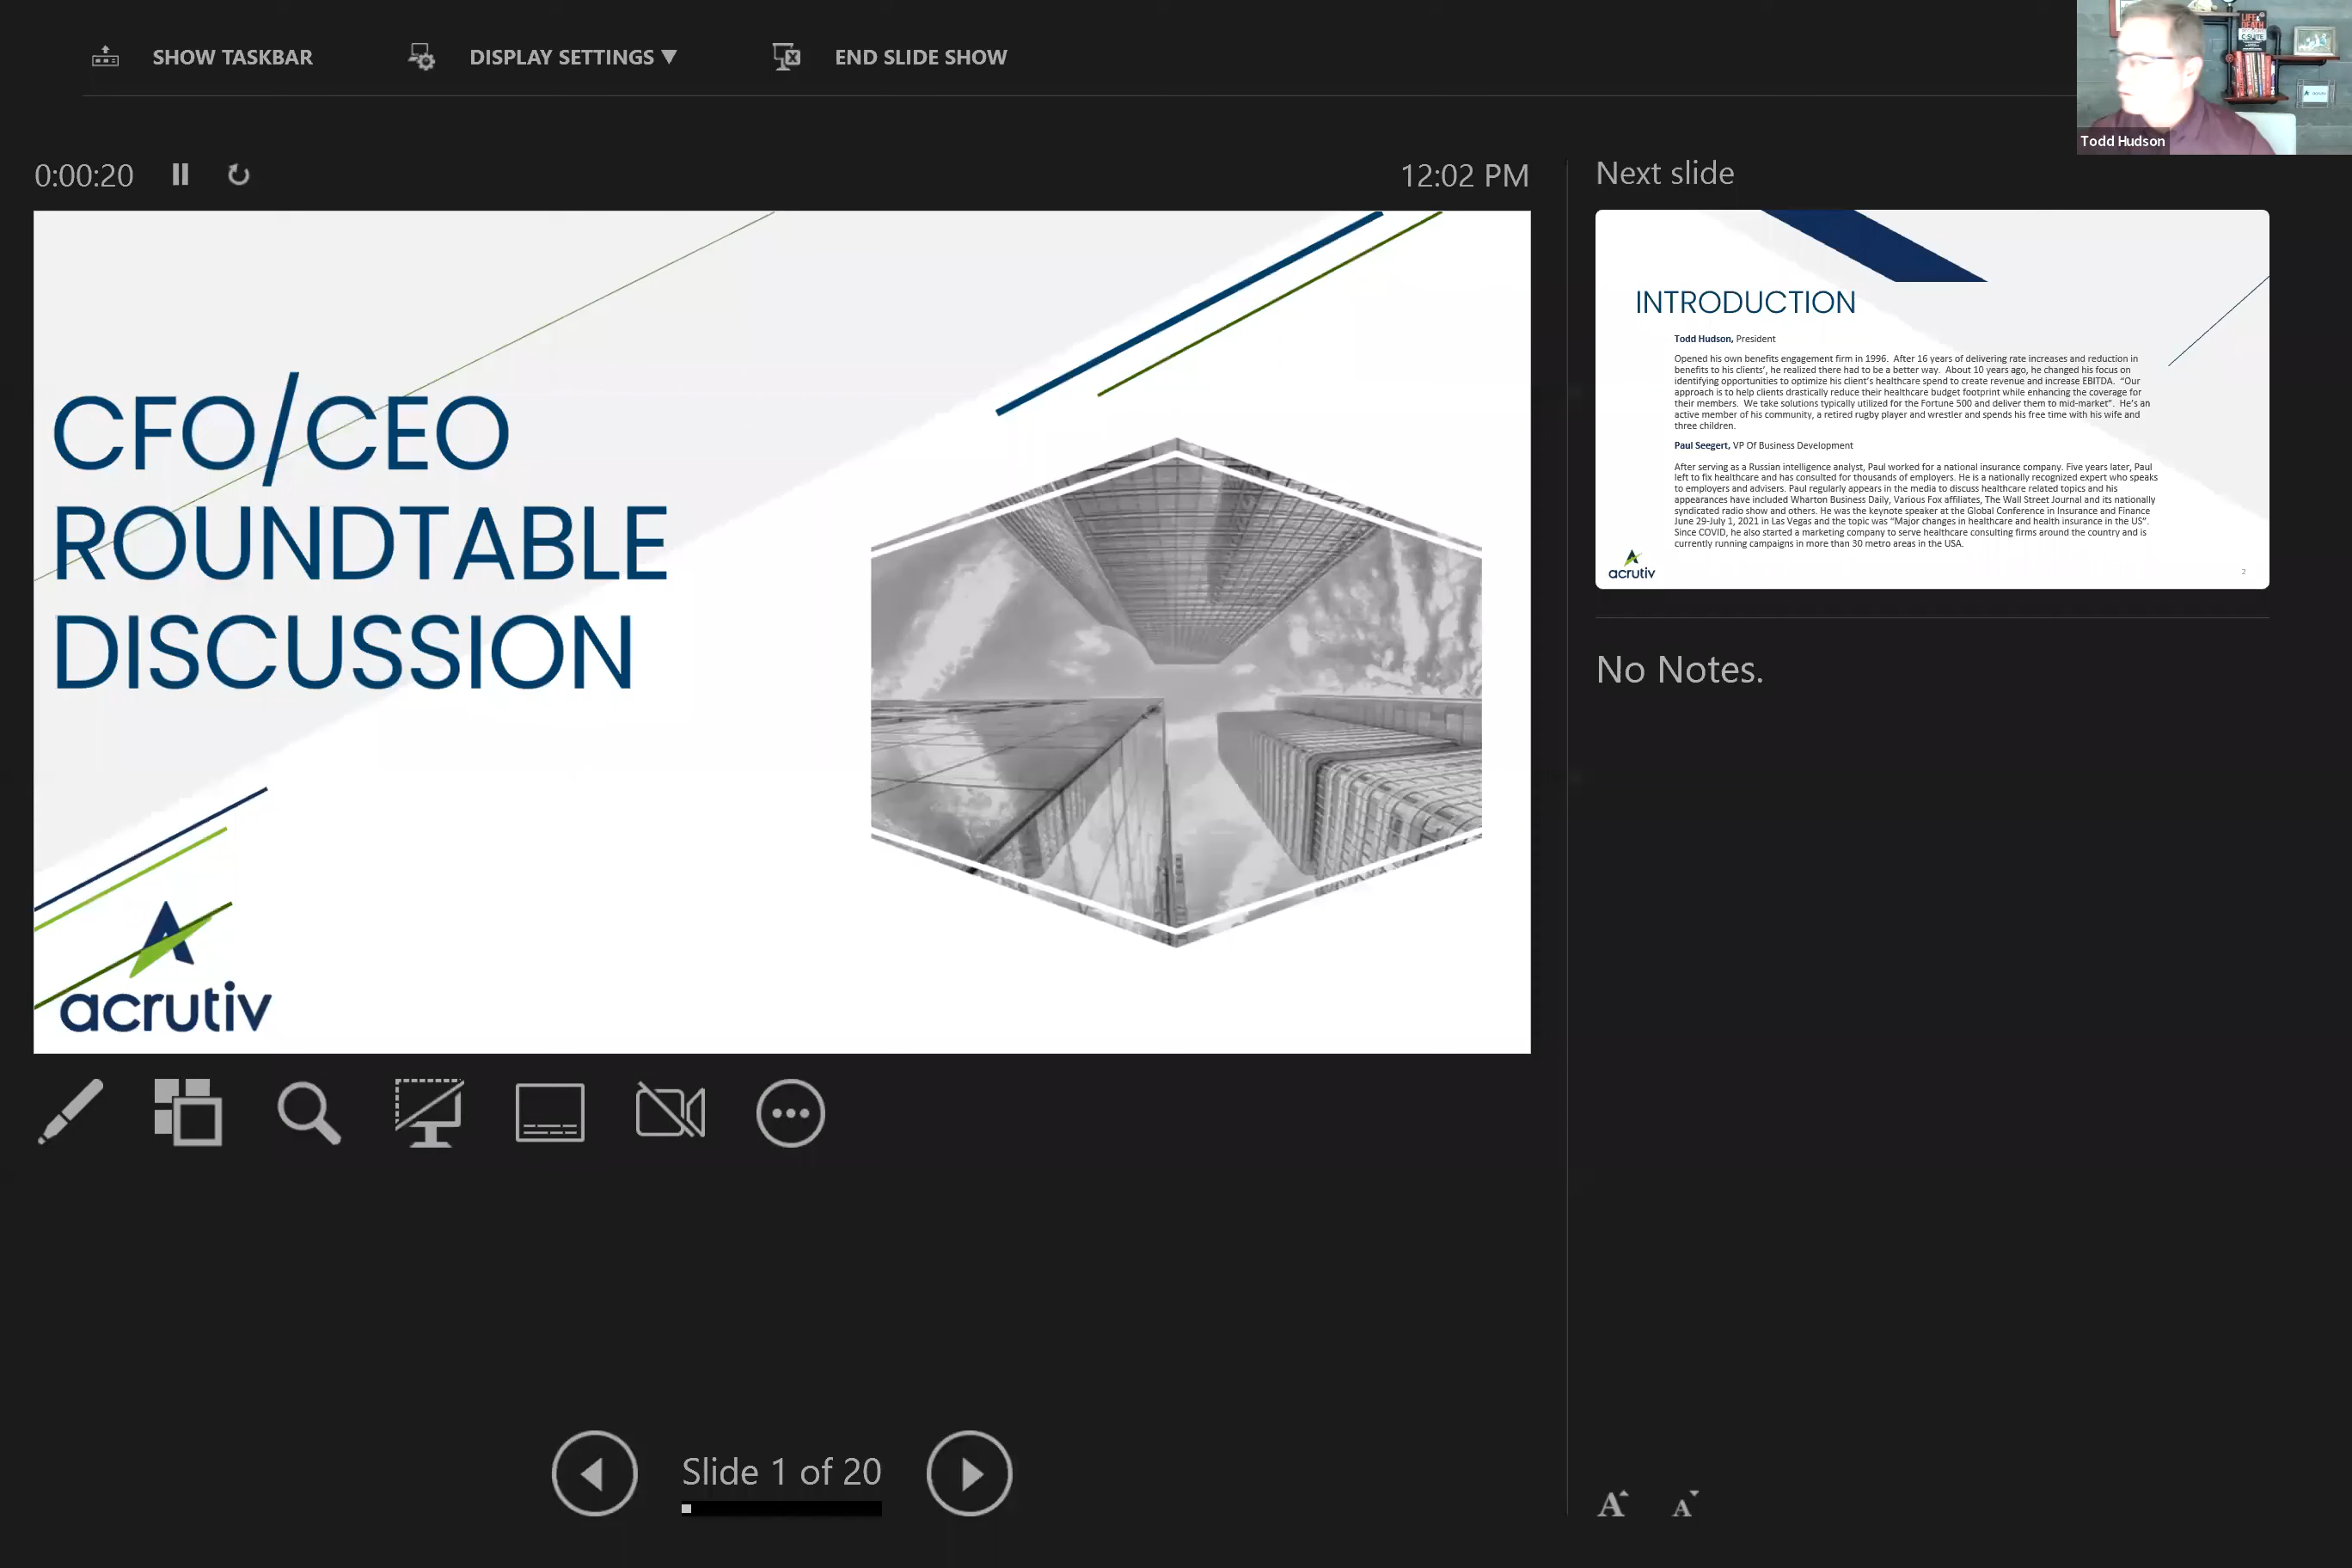 SHOW TASKBAR
DISPLAY SETTINGS ▼
END SLIDE SHOW
LIFE &
DEATH
C-SUITE
Todd Hudson
0:00:20
12:02 PM
Next slide
CFO/CEO
ROUNDTABLE
DISCUSSION
acrutiv
INTRODUCTION
Todd Hudson, President
Opened his own benefits engagement firm in 1996. After 16 years of delivering rate increases and reduction in
benefits to his clients’, he realized there had to be a better way. About 10 years ago, he changed his focus on
identifying opportunities to optimize his client’s healthcare spend to create revenue and increase EBITDA. “Our
approach is to help clients drastically reduce their healthcare budget footprint while enhancing the coverage for
their members. We take solutions typically utilized for the Fortune 500 and deliver them to mid-market”. He’s an
active member of his community, a retired rugby player and wrestler and spends his free time with his wife and
three children.
Paul Seegert, VP Of Business Development
After serving as a Russian intelligence analyst, Paul worked for a national insurance company. Five years later, Paul
left to fix healthcare and has consulted for thousands of employers. He is a nationally recognized expert who speaks
to employers and advisers. Paul regularly appears in the media to discuss healthcare related topics and his
appearances have included Wharton Business Daily, Various Fox affiliates, The Wall Street Journal and its nationally
syndicated radio show and others. He was the keynote speaker at the Global Conference in Insurance and Finance
June 29-July 1, 2021 in Las Vegas and the topic was “Major changes in healthcare and health insurance in the US”.
Since COVID, he also started a marketing company to serve healthcare consulting firms around the country and is
currently running campaigns in more than 30 metro areas in the USA.
acrutiv
2
No Notes.
Slide 1 of 20
A
A